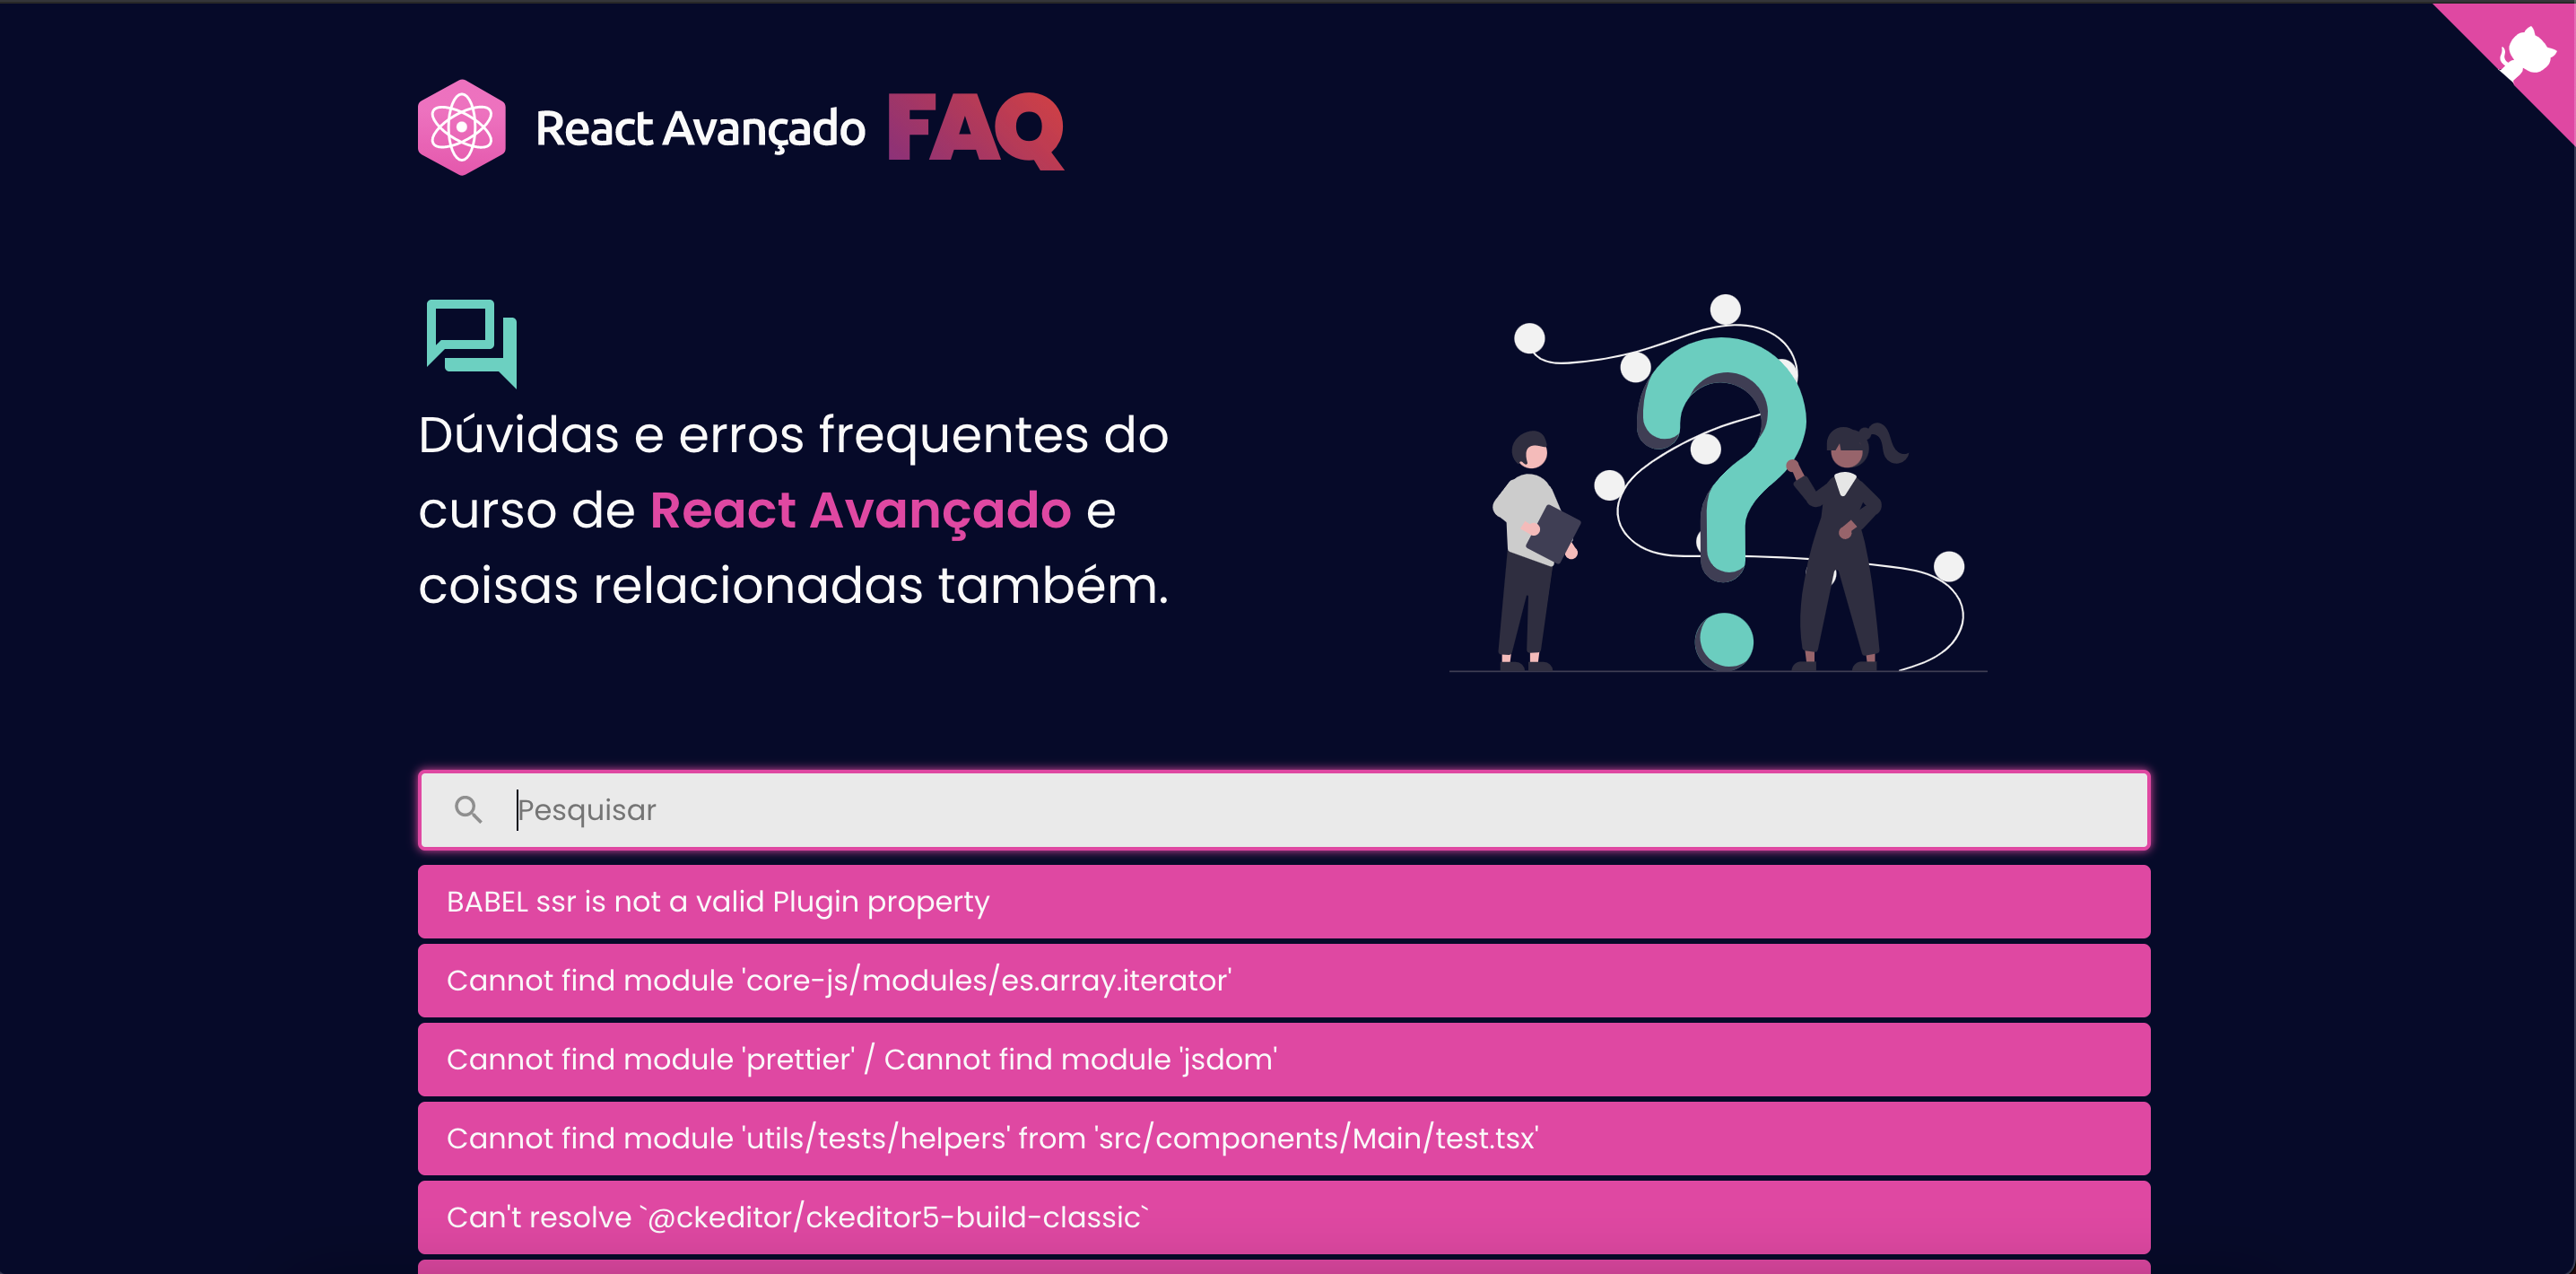 React Avançado FAQ
Dúvidas e erros frequentes do
curso de React Avançado e
coisas relacionadas também.
Pesquisar
BABEL ssr is not a valid Plugin property
Cannot find module 'core-js/modules/es.array.iterator'
Cannot find module 'prettier' / Cannot find module 'jsdom'
Cannot find module 'utils/tests/helpers' from 'src/components/Main/test.tsx'
Can't resolve `@ckeditor/ckeditor5-build-classic`